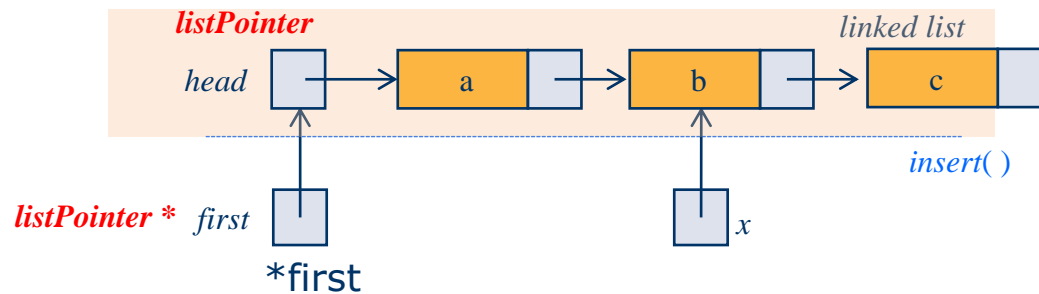 listPointer
linked list
head a b c
insert( )
listPointer * first x
*first